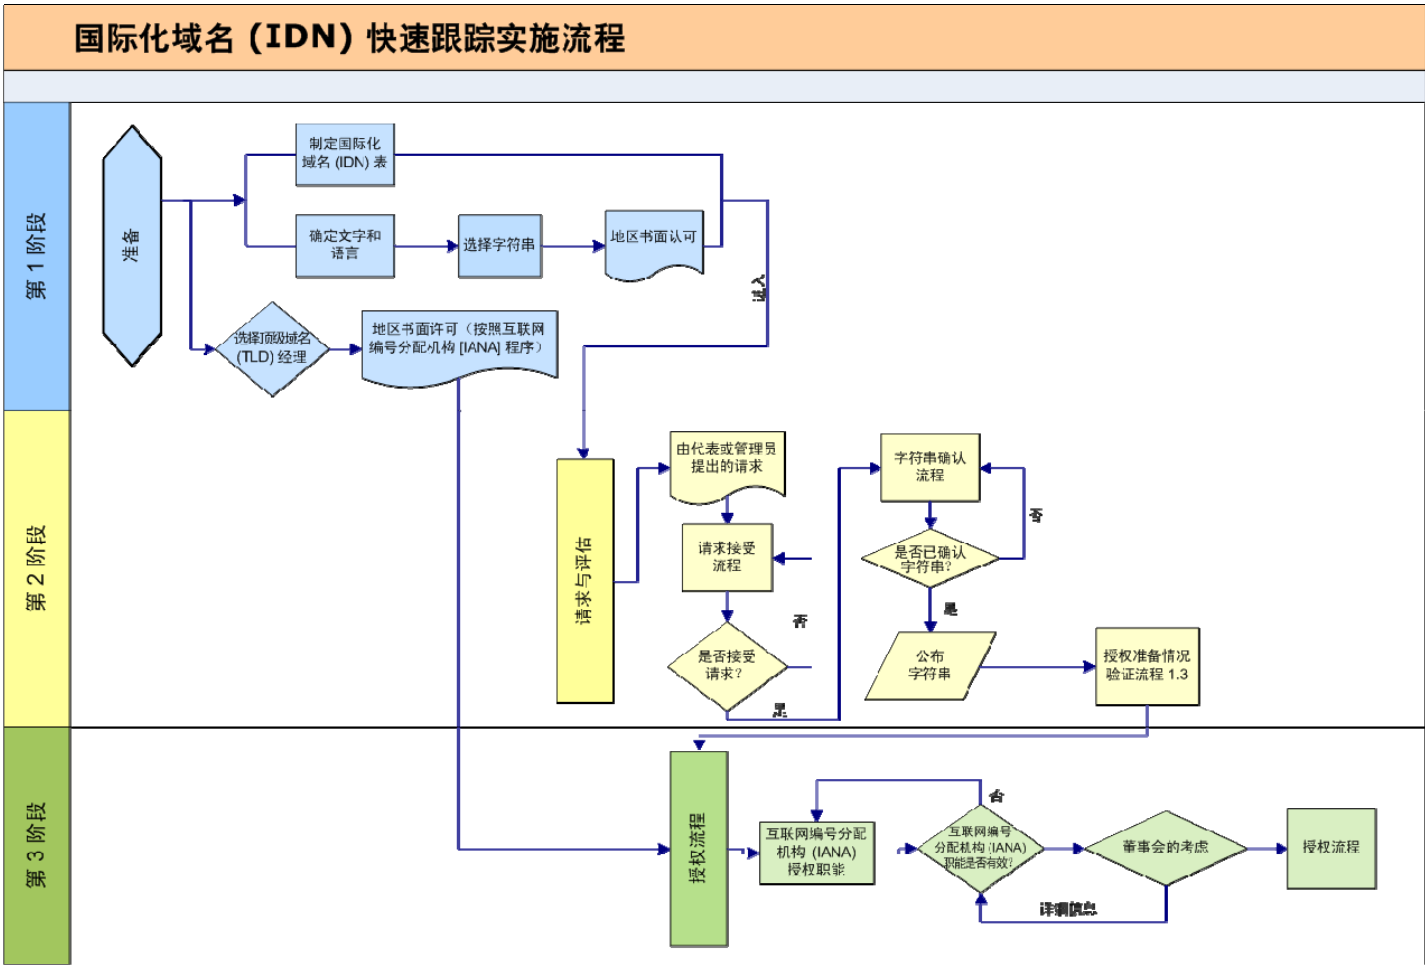 国际化域名 (IDN) 快速跟踪实施流程
第 1 阶段
准备
制定国际化
域名 (IDN) 表
确定文字和
语言
选择字符串
地区书面认可
进入
选择顶级域名
(TLD) 经理
地区书面许可（按照互联网
编号分配机构 [IANA] 程序）
第 2 阶段
请求与评估
由代表或管理员
提出的请求
请求接受
流程
否
是否接受
请求？
是
字符串确认
流程
否
是否已确认
字符串？
是
公布
字符串
授权准备情况
验证流程 1.3
第 3 阶段
授权流程
互联网编号分配
机构 (IANA)
授权职能
否
互联网编号
分配机构 (IANA)
职能是否有效？
董事会的考虑
详细信息
授权流程